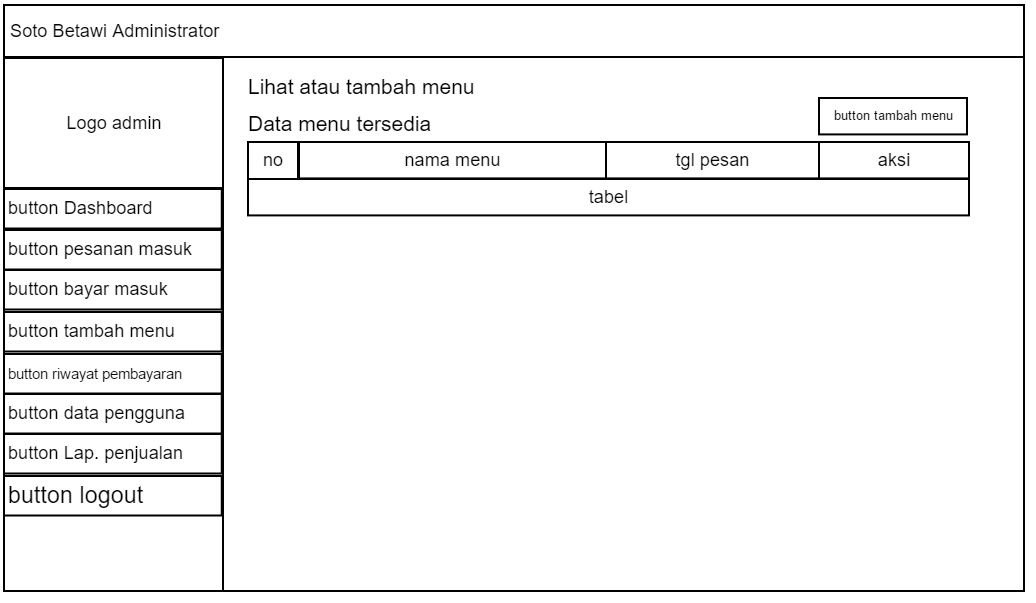 Soto Betawi Administrator
Logo admin
button Dashboard
button pesanan masuk
button bayar masuk
button tambah menu
button riwayat pembayaran
button data pengguna
button Lap. penjualan
button logout
Lihat atau tambah menu
Data menu tersedia
button tambah menu
no nama menu tgl pesan aksi
tabel